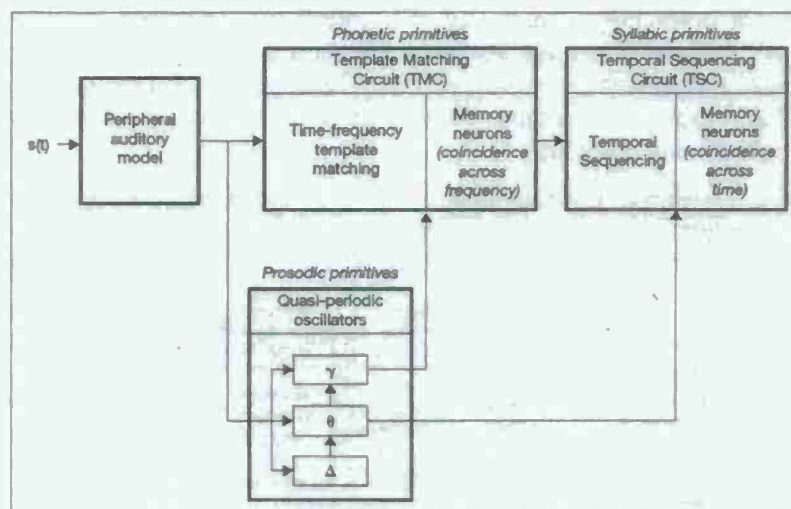 Phonetic primitives
Syllabic primitives
Template Matching
Circuit (TMC)
Temporal Sequencing
Circuit (TSC)
s(t)
Peripheral
auditory
model
Time-frequency
template
matching
Memory
neurons
(coincidence
across
frequency)
Temporal
Sequencing
Memory
neurons
(coincidence
across
time)
Prosodic primitives
Quasi-periodic
oscillators
γ
θ
Δ